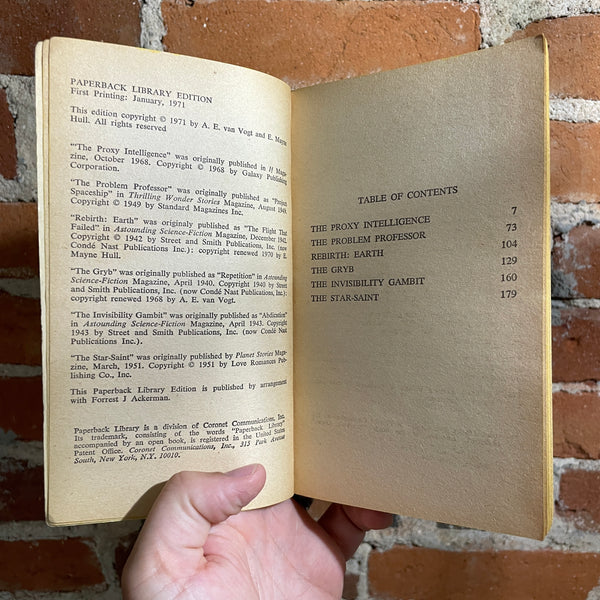 PAPERBACK LIBRARY EDITION
First Printing: January, 1971
This edition copyright © 1971 by A. E. van Vogt and E. Mayne
Hull. All rights reserved
"The Proxy Intelligence" was originally published in If Maga-
zine, October 1968. Copyright © 1968 by Galaxy Publishing
Corporation.
"The Problem Professor" was originally published as "Project
Spaceship" in Thrilling Wonder Stories Magazine, August 1949.
Copyright © 1949 by Standard Magazines Inc.
"Rebirth: Earth" was originaly published as "The Flight That
Failed" in Astounding Science-Fiction Magazine, December 1942.
Copyright © 1942 by Street and Smith Publications, Inc. (now
Condé Nast Publications Inc.): copyright renewed 1970 by E.
Mayne Hull.
"The Gryb" was originally published as "Repetition" in Astounding
Science-Fiction Magazine, April 1940. Copyright 1940 by Street
and Smith Publications, Inc. (now Condé Nast Publications Inc.);
copyright renewed 1968 by A. E. van Vogt.
"The Invisibility Gambit" was originally published as "Abdication"
in Astounding Science-Fiction Magazine, April 1943. Copyright
1943 by Street and Smith Publications, Inc. (now Condé Nast
Publications Inc.).
"The Star-Saint" was originally published by Planet Stories Maga-
zine, March, 1951. Copyright © 1951 by Love Romances Pub-
lishing Co., Inc.
This Paperback Library Edition is published by arrangement
with Forrest J Ackerman.
Paperback Library is a division of Coronet Communications, Inc.
Its trademark, consisting of the words "Paperback Library"
accompanied by an open book, is registered in the United States
Patent Office. Coronet Communications, Inc., 315 Park Avenue
South, New York, N.Y. 10010.
TABLE OF CONTENTS
THE PROXY INTELLIGENCE 7
THE PROBLEM PROFESSOR 73
REBIRTH: EARTH 104
THE GRYB 129
THE INVISIBILITY GAMBIT 160
THE STAR-SAINT 179